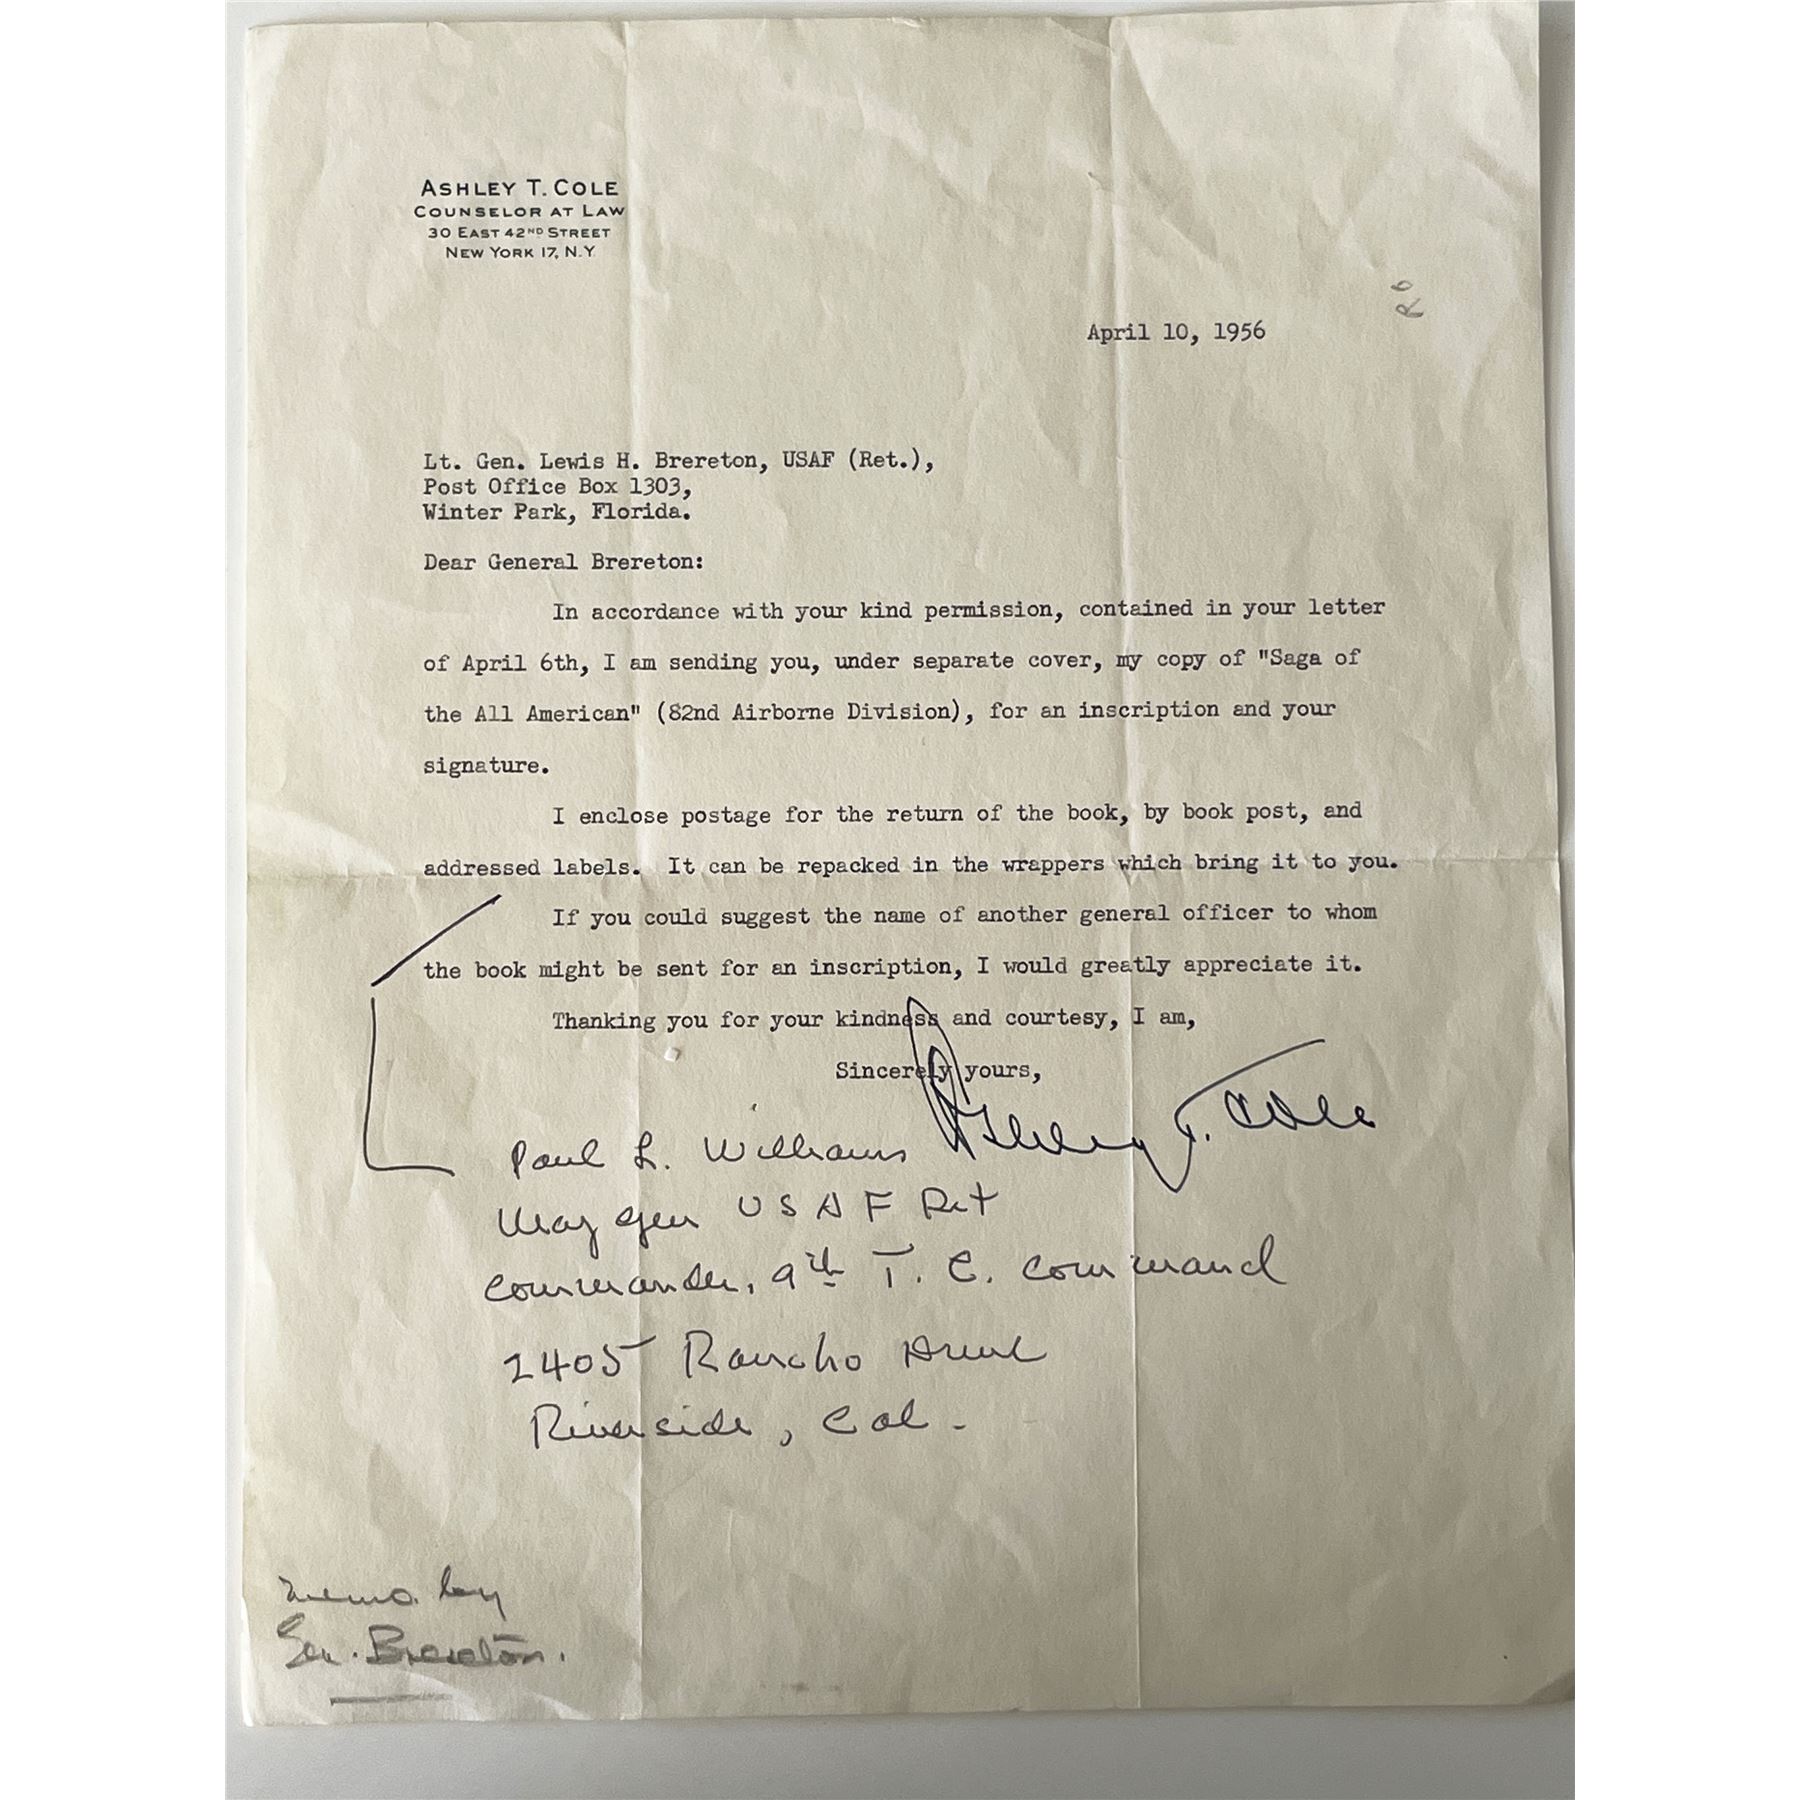 ASHLEY T. COLE
COUNSELOR AT LAW
30 EAST 42ND STREET
NEW YORK 17, N.Y.
R6
April 10, 1956
Lt. Gen. Lewis H. Brereton, USAF (Ret.),
Post Office Box 1303,
Winter Park, Florida.
Dear General Brereton:
In accordance with your kind permission, contained in your letter
of April 6th, I am sending you, under separate cover, my copy of "Saga of
the All American" (82nd Airborne Division), for an inscription and your
signature.
I enclose postage for the return of the book, by book post, and
addressed labels. It can be repacked in the wrappers which bring it to you.
If you could suggest the name of another general officer to whom
the book might be sent for an inscription, I would greatly appreciate it.
Thanking you for your kindness and courtesy, I am,
Sincerely yours,
Ashley T. Cole
Paul L. Williams
Maj Gen USAF Ret
Commander, 9th T. C. Command
2405 Rancho Drive
Riverside, Cal.
memo. by
Gen. Brereton.